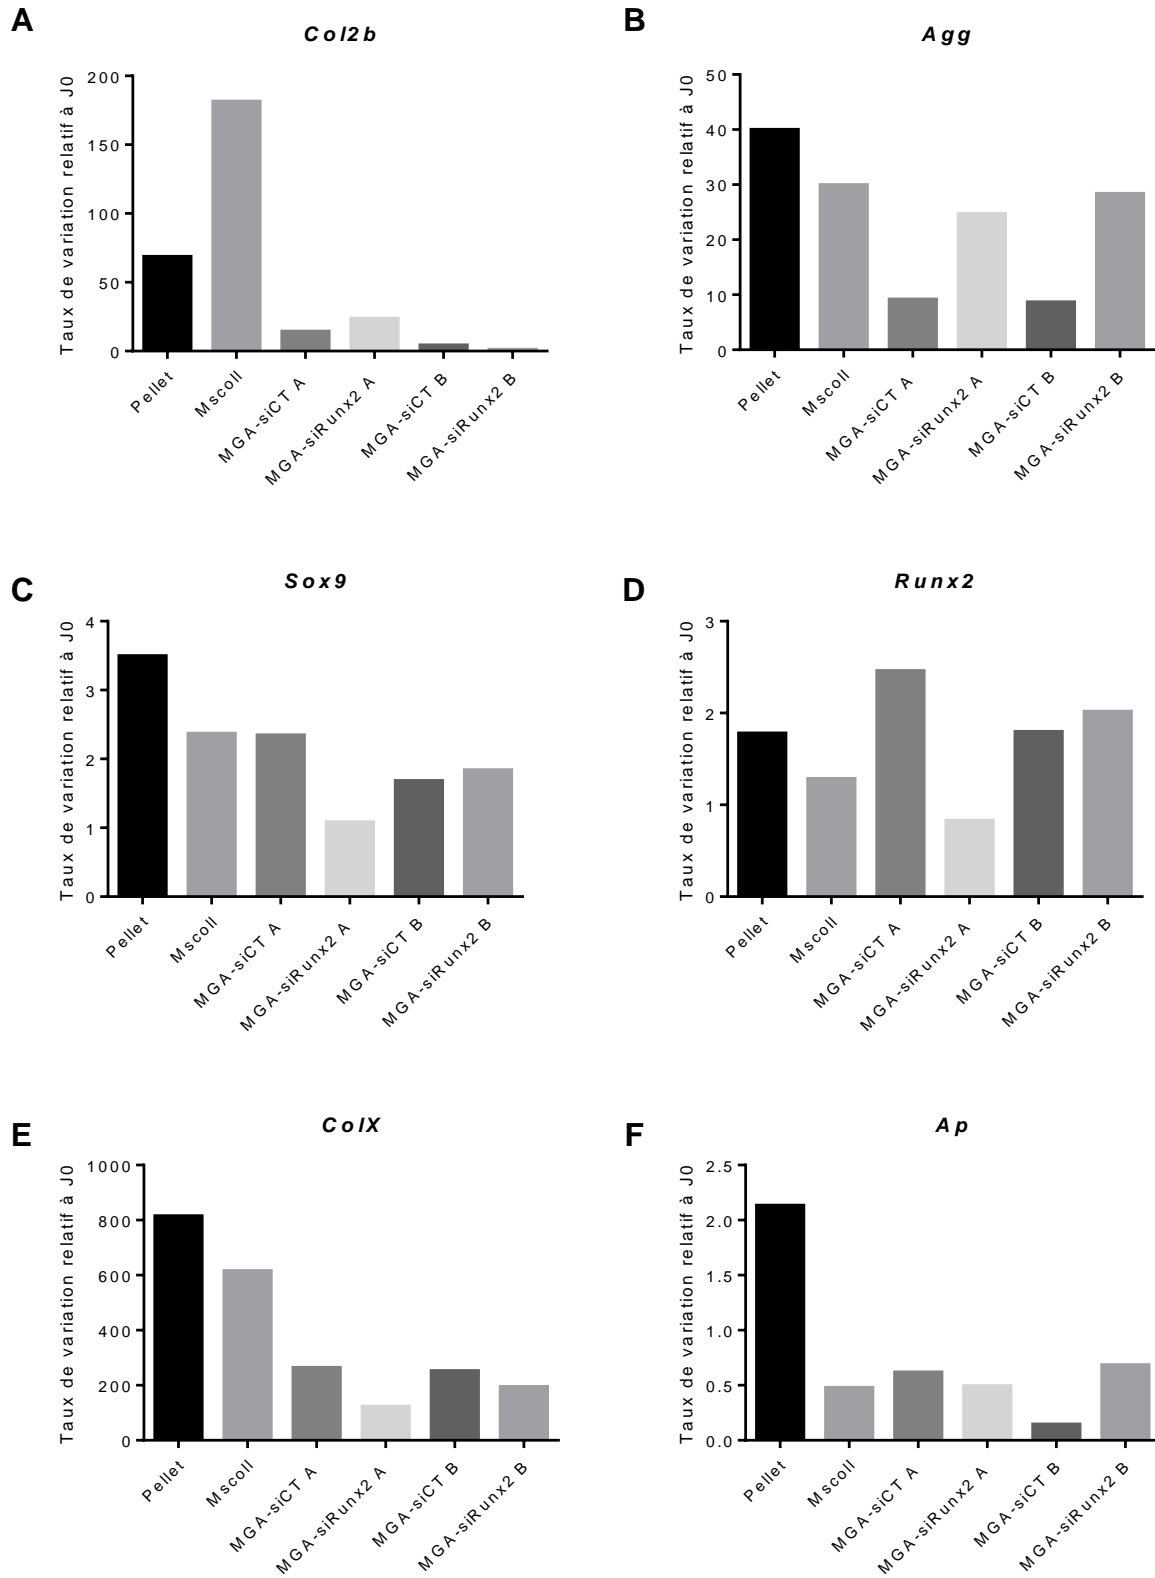 A
Col2b
Taux de variation relatif à J0
200
150
100
50
0
Pellet
Mscoll
MGA-siCT A
MGA-siRunx2 A
MGA-siCT B
MGA-siRunx2 B
B
Agg
Taux de variation relatif à J0
50
40
30
20
10
0
Pellet
Mscoll
MGA-siCT A
MGA-siRunx2 A
MGA-siCT B
MGA-siRunx2 B
C
Sox9
Taux de variation relatif à J0
4
3
2
1
0
Pellet
Mscoll
MGA-siCT A
MGA-siRunx2 A
MGA-siCT B
MGA-siRunx2 B
D
Runx2
Taux de variation relatif à J0
3
2
1
0
Pellet
Mscoll
MGA-siCT A
MGA-siRunx2 A
MGA-siCT B
MGA-siRunx2 B
E
ColX
Taux de variation relatif à J0
1000
800
600
400
200
0
Pellet
Mscoll
MGA-siCT A
MGA-siRunx2 A
MGA-siCT B
MGA-siRunx2 B
F
Ap
Taux de variation relatif à J0
2.5
2.0
1.5
1.0
0.5
0.0
Pellet
Mscoll
MGA-siCT A
MGA-siRunx2 A
MGA-siCT B
MGA-siRunx2 B